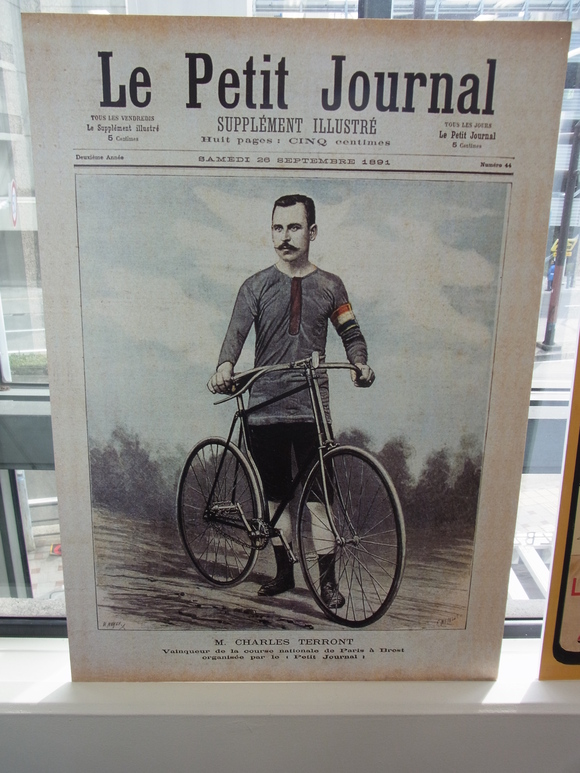 Le Petit Journal
TOUS LES VENDREDIS
Le Supplément illustré
5 Centimes
SUPPLÉMENT ILLUSTRÉ
Huit pages : CINQ centimes
TOUS LES JOURS
Le Petit Journal
5 Centimes
Deuxième Année
SAMEDI 26 SEPTEMBRE 1891
Numéro 44
M. CHARLES TERRONT
Vainqueur de la course nationale de Paris à Brest
organisée par le « Petit Journal »